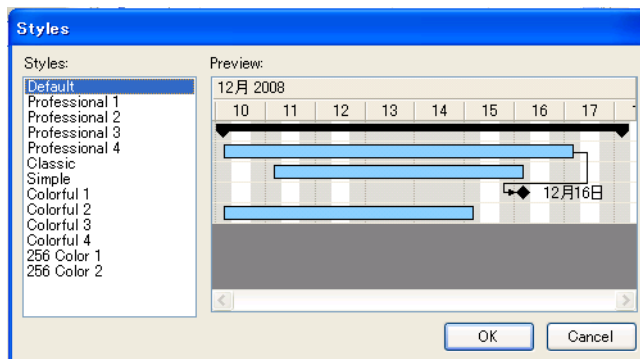 Styles
Styles:
Default
Professional 1
Professional 2
Professional 3
Professional 4
Classic
Simple
Colorful 1
Colorful 2
Colorful 3
Colorful 4
256 Color 1
256 Color 2
Preview:
12月 2008
10 11 12 13 14 15 16 17
12月16日
OK Cancel